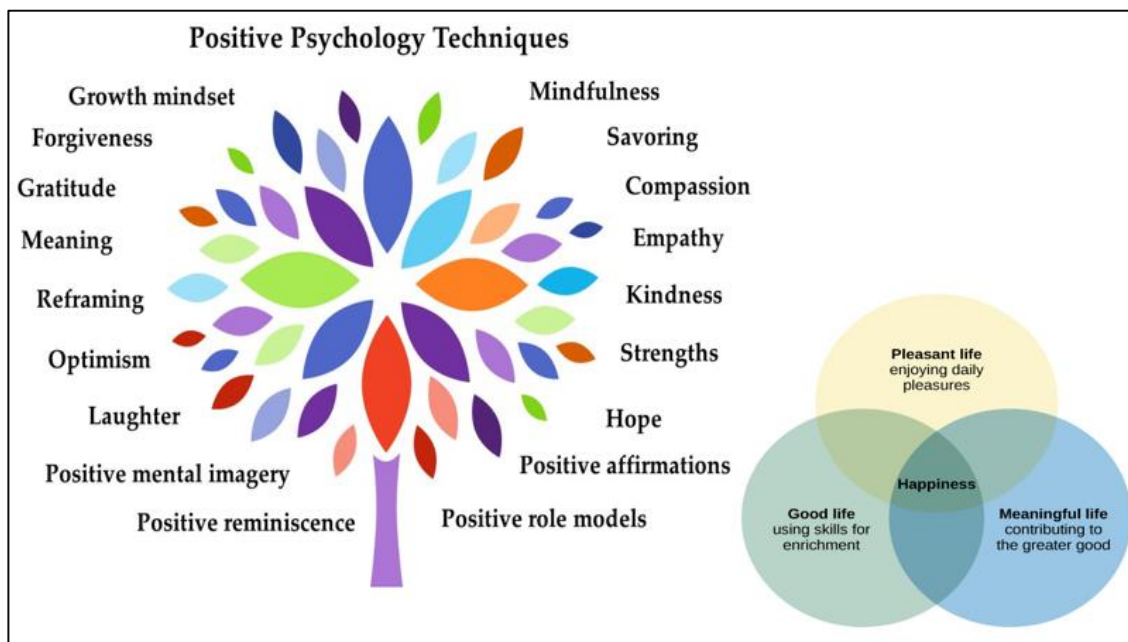 Positive Psychology Techniques
Growth mindset
Forgiveness
Gratitude
Meaning
Reframing
Optimism
Laughter
Positive mental imagery
Positive reminiscence
Mindfulness
Savoring
Compassion
Empathy
Kindness
Strengths
Hope
Positive affirmations
Positive role models
Pleasant life
enjoying daily
pleasures
Happiness
Good life
using skills for
enrichment
Meaningful life
contributing to
the greater good